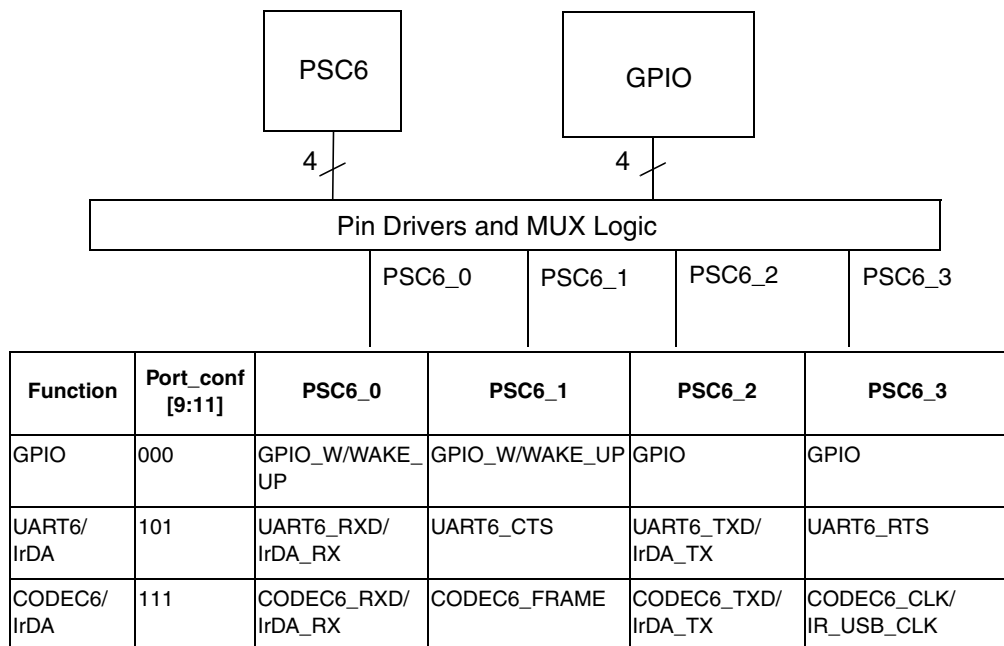 PSC6 GPIO
4 4
Pin Drivers and MUX Logic
PSC6_0 PSC6_1 PSC6_2 PSC6_3
Function Port_conf [9:11] PSC6_0 PSC6_1 PSC6_2 PSC6_3
GPIO 000 GPIO_W/WAKE_UP GPIO_W/WAKE_UP GPIO GPIO
UART6/IrDA 101 UART6_RXD/IrDA_RX UART6_CTS UART6_TXD/IrDA_TX UART6_RTS
CODEC6/IrDA 111 CODEC6_RXD/IrDA_RX CODEC6_FRAME CODEC6_TXD/IrDA_TX CODEC6_CLK/IR_USB_CLK